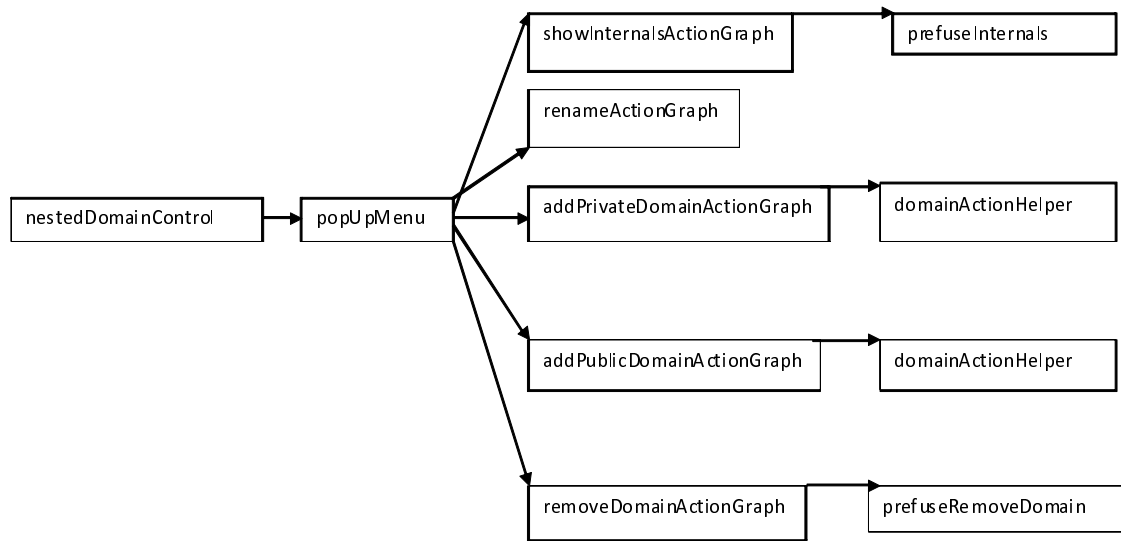 showInternalsActionGraph
prefuseInternals
renameActionGraph
nestedDomainControl
popUpMenu
addPrivateDomainActionGraph
domainActionHelper
addPublicDomainActionGraph
domainActionHelper
removeDomainActionGraph
prefuseRemoveDomain